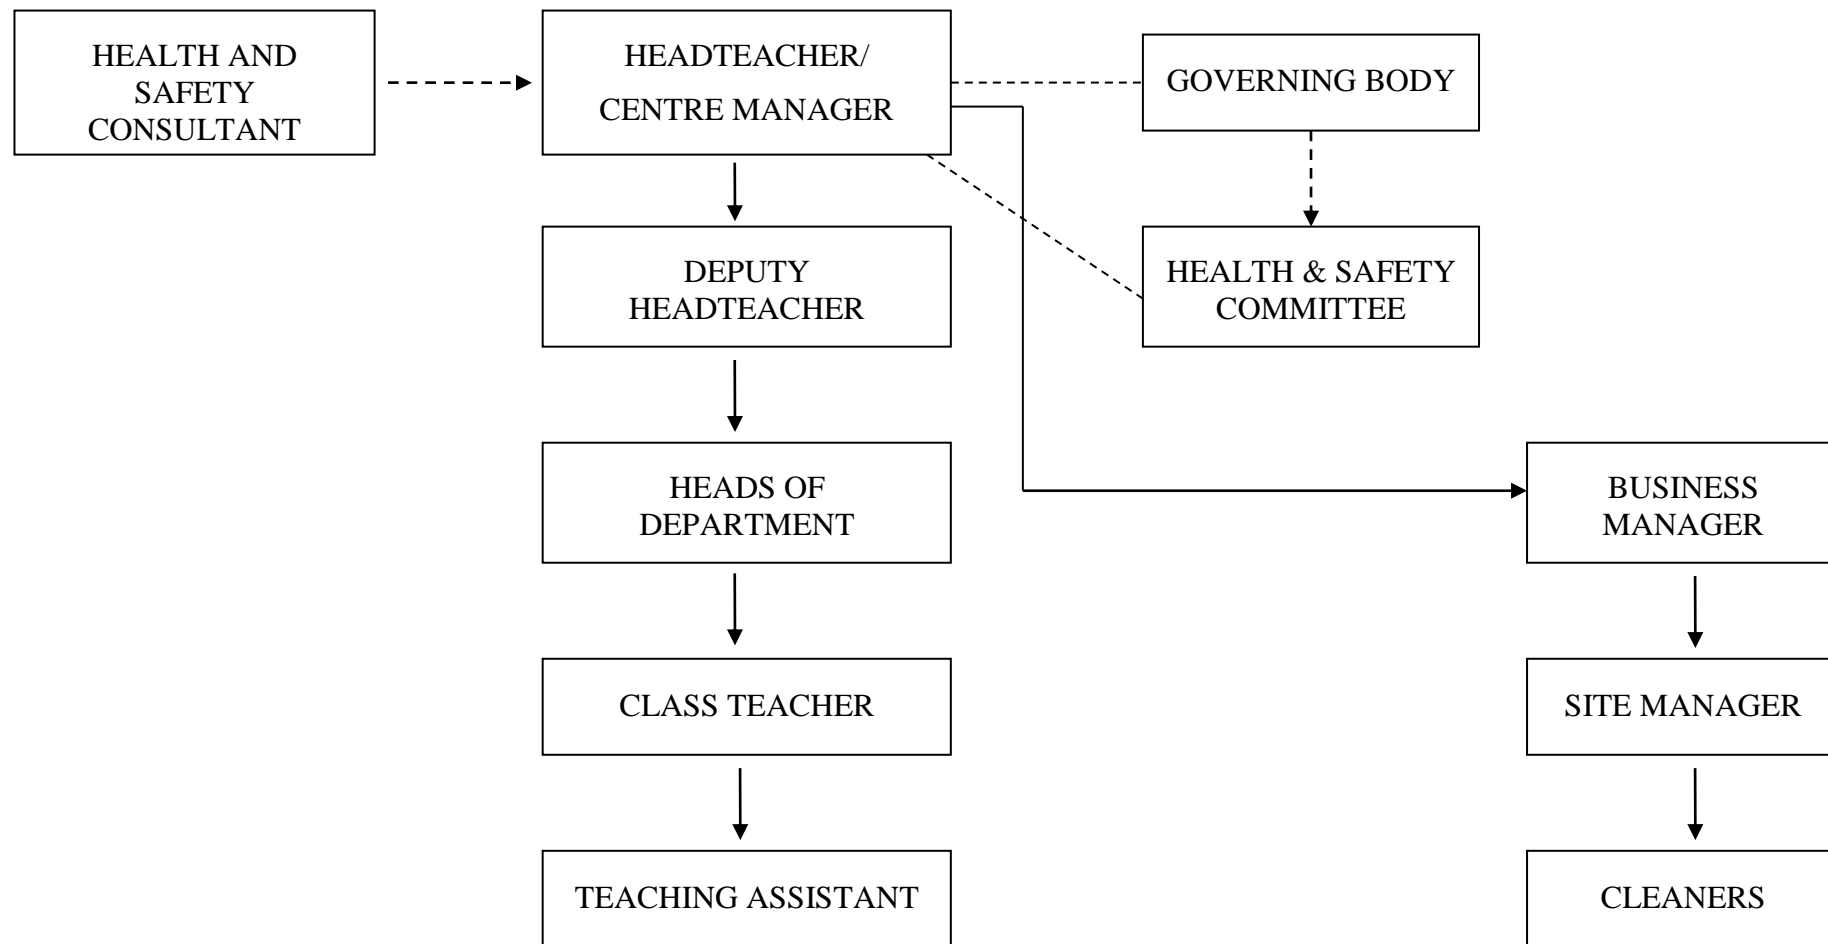 HEALTH AND
SAFETY
CONSULTANT
HEADTEACHER/
CENTRE MANAGER
GOVERNING BODY
DEPUTY
HEADTEACHER
HEALTH & SAFETY
COMMITTEE
HEADS OF
DEPARTMENT
BUSINESS
MANAGER
CLASS TEACHER
SITE MANAGER
TEACHING ASSISTANT
CLEANERS